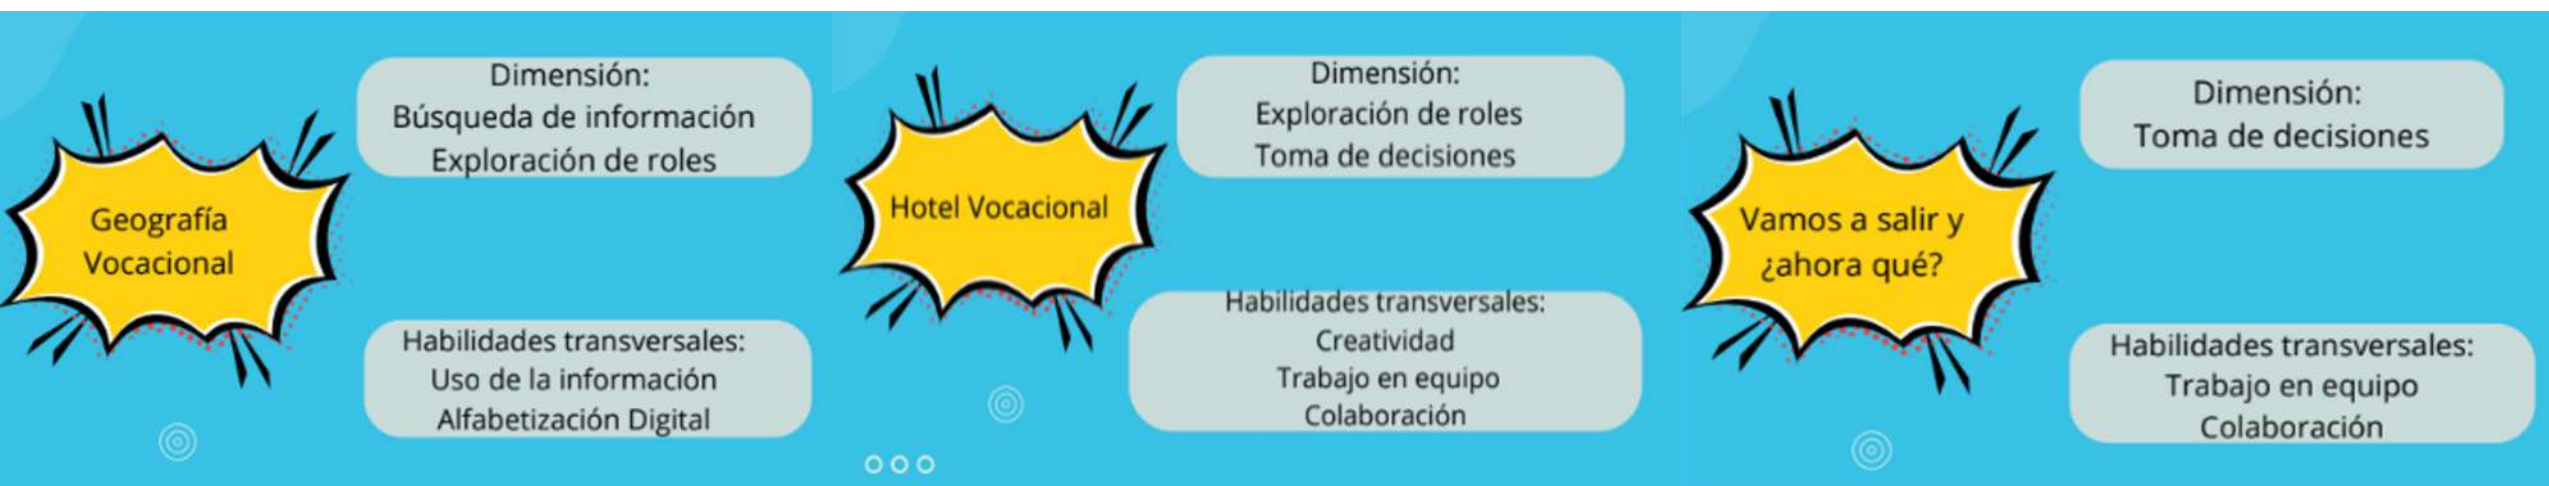 Geografía
Vocacional
Dimensión:
Búsqueda de información
Exploración de roles
Habilidades transversales:
Uso de la información
Alfabetización Digital
Hotel Vocacional
Dimensión:
Exploración de roles
Toma de decisiones
Habilidades transversales:
Creatividad
Trabajo en equipo
Colaboración
Vamos a salir y
¿ahora qué?
Dimensión:
Toma de decisiones
Habilidades transversales:
Trabajo en equipo
Colaboración